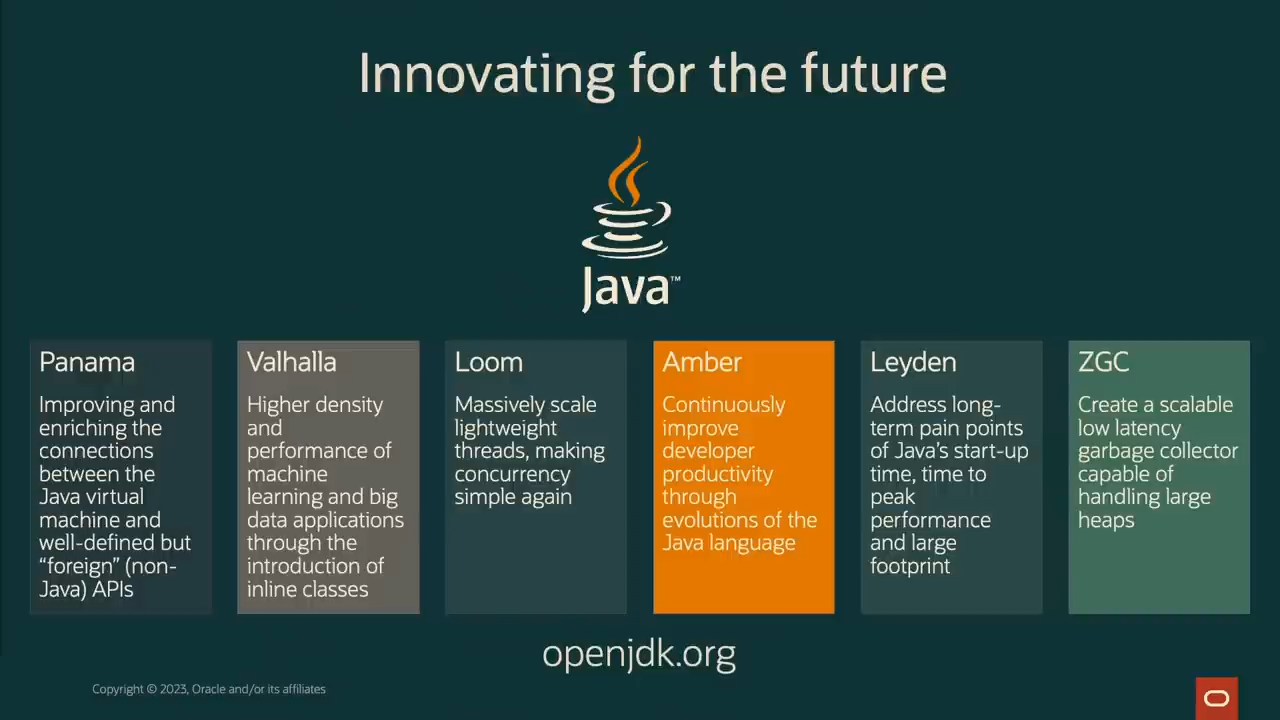 Innovating for the future
Java™
Panama
Improving and
enriching the
connections
between the
Java virtual
machine and
well-defined but
“foreign” (non-
Java) APIs
Valhalla
Higher density
and
performance of
machine
learning and big
data applications
through the
introduction of
inline classes
Loom
Massively scale
lightweight
threads, making
concurrency
simple again
Amber
Continuously
improve
developer
productivity
through
evolutions of the
Java language
Leyden
Address long-
term pain points
of Java’s start-up
time, time to
peak
performance
and large
footprint
ZGC
Create a scalable
low latency
garbage collector
capable of
handling large
heaps
openjdk.org
Copyright © 2023, Oracle and/or its affiliates